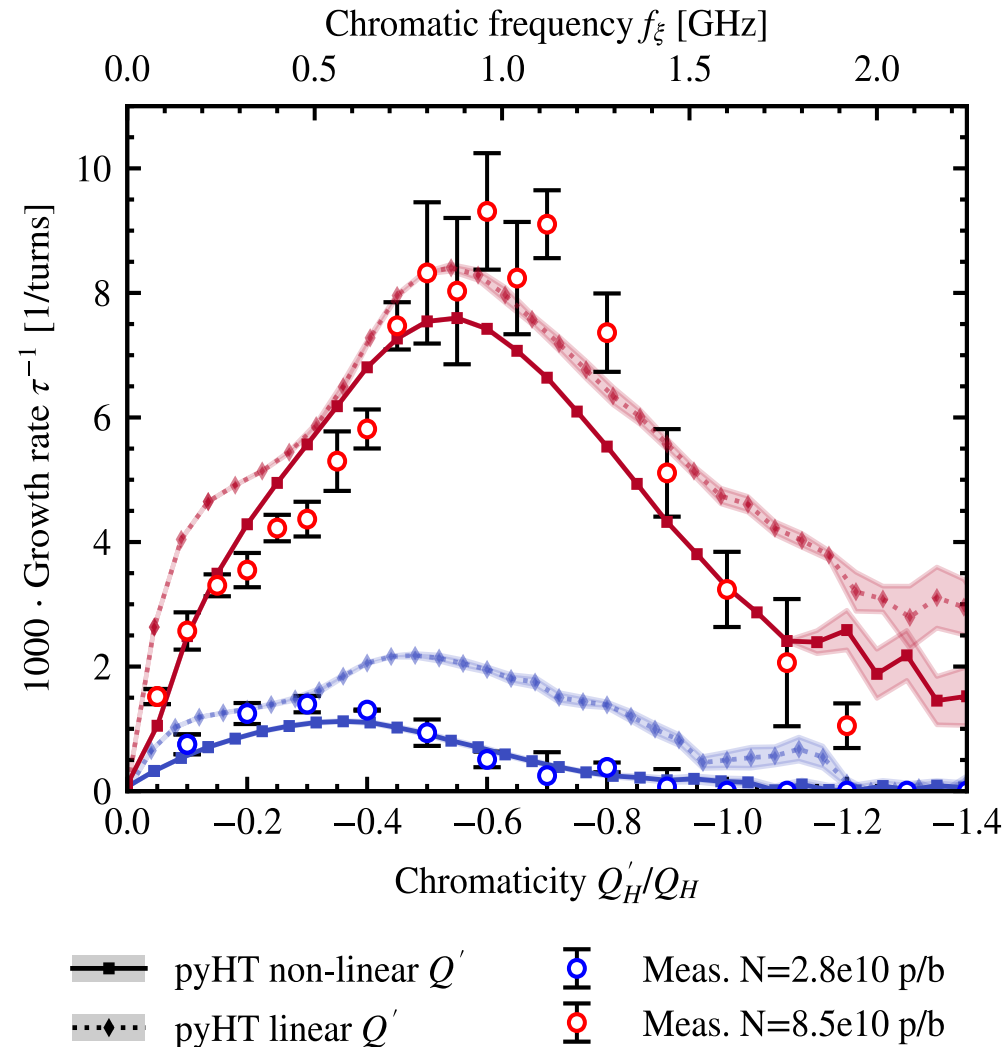 Chromatic frequency f_ξ [GHz]
0.0 0.5 1.0 1.5 2.0
1000 · Growth rate τ⁻¹ [1/turns]
10
8
6
4
2
0
0.0 −0.2 −0.4 −0.6 −0.8 −1.0 −1.2 −1.4
Chromaticity Q'_H/Q_H
pyHT non-linear Q' Meas. N=2.8e10 p/b
pyHT linear Q' Meas. N=8.5e10 p/b